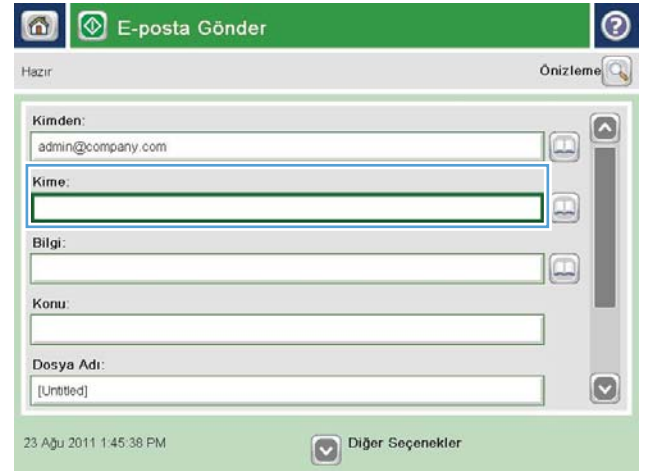 E-posta Gönder
Hazır
Önizleme
Kimden:
admin@company.com
Kime:
Bilgi:
Konu:
Dosya Adı:
[Untitled]
23 Ağu 2011 1:45:38 PM
Diğer Seçenekler